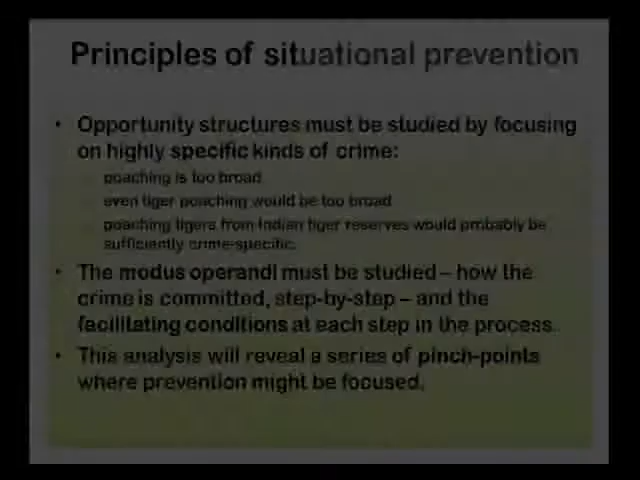 Principles of situational prevention
• Opportunity structures must be studied by focusing
on highly specific kinds of crime:
poaching is too broad
even tiger poaching would be too broad
poaching tigers from Indian tiger reserves would probably be
sufficiently crime-specific.
• The modus operandi must be studied – how the
crime is committed, step-by-step – and the
facilitating conditions at each step in the process.
• This analysis will reveal a series of pinch-points
where prevention might be focused.